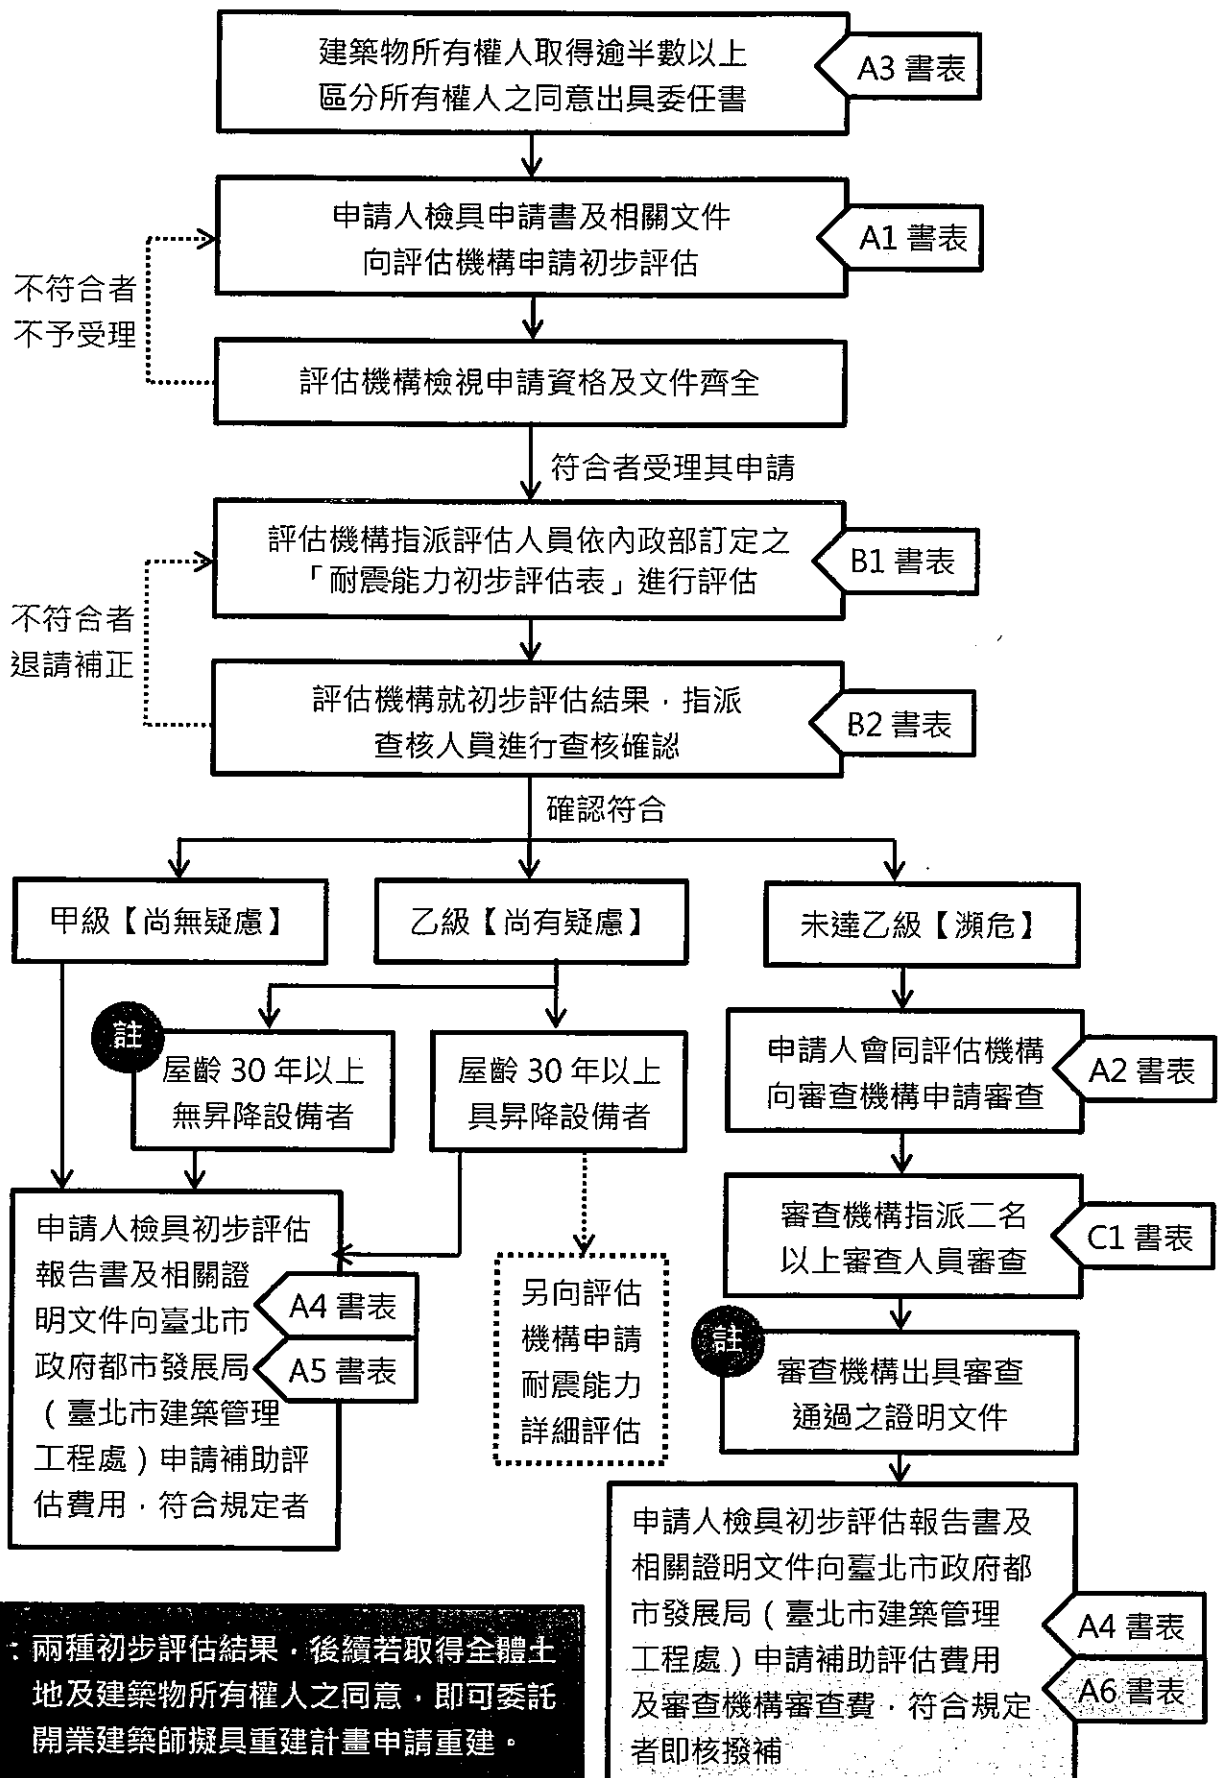 建築物所有權人取得逾半數以上
區分所有權人之同意出具委任書
A3 書表
申請人檢具申請書及相關文件
向評估機構申請初步評估
A1 書表
不符合者
不予受理
評估機構檢視申請資格及文件齊全
符合者受理其申請
評估機構指派評估人員依內政部訂定之
「耐震能力初步評估表」進行評估
B1 書表
不符合者
退請補正
評估機構就初步評估結果，指派
查核人員進行查核確認
B2 書表
確認符合
甲級【尚無疑慮】
乙級【尚有疑慮】
未達乙級【瀕危】
註
屋齡 30 年以上
無昇降設備者
屋齡 30 年以上
具昇降設備者
申請人會同評估機構
向審查機構申請審查
A2 書表
審查機構指派二名
以上審查人員審查
C1 書表
申請人檢具初步評估
報告書及相關證
明文件向臺北市
政府都市發展局
（臺北市建築管理
工程處）申請補助評
估費用，符合規定者
A4 書表
A5 書表
另向評估
機構申請
耐震能力
詳細評估
註
審查機構出具審查
通過之證明文件
申請人檢具初步評估報告書及
相關證明文件向臺北市政府都
市發展局（臺北市建築管理
工程處）申請補助評估費用
及審查機構審查費，符合規定
者即核撥補
A4 書表
A6 書表
：兩種初步評估結果，後續若取得全體土
地及建築物所有權人之同意，即可委託
開業建築師擬具重建計畫申請重建。